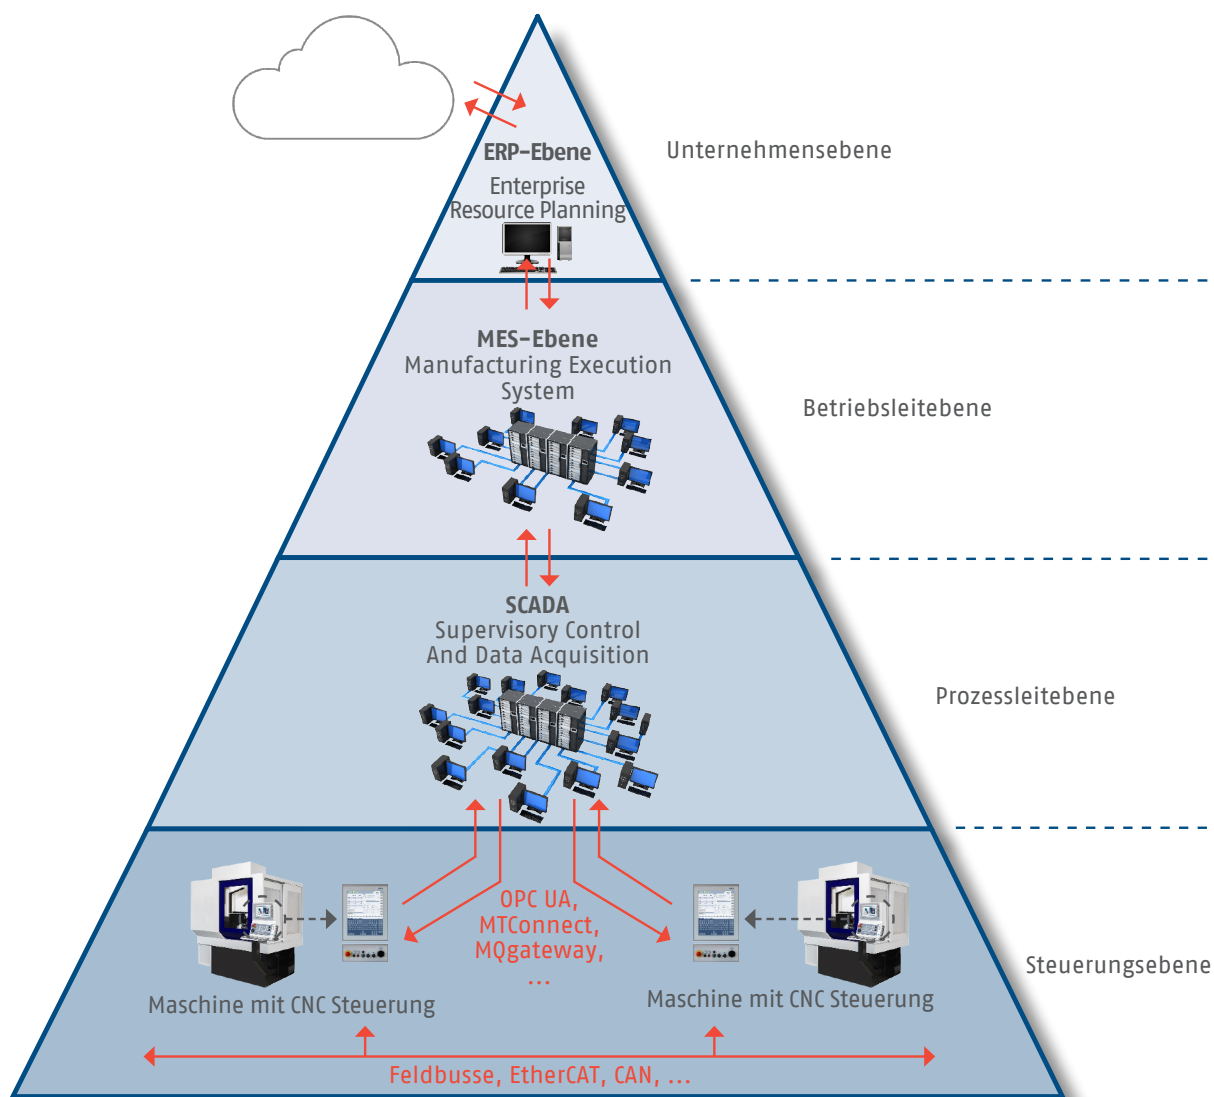 ERP-Ebene
Unternehmensebene
Enterprise
Resource Planning
MES-Ebene
Manufacturing Execution
System
Betriebsleitebene
SCADA
Supervisory Control
And Data Acquisition
Prozessleitebene
OPC UA,
MTConnect,
MQgateway,
...
Steuerungsebene
Maschine mit CNC Steuerung
Maschine mit CNC Steuerung
Feldbusse, EtherCAT, CAN, ...